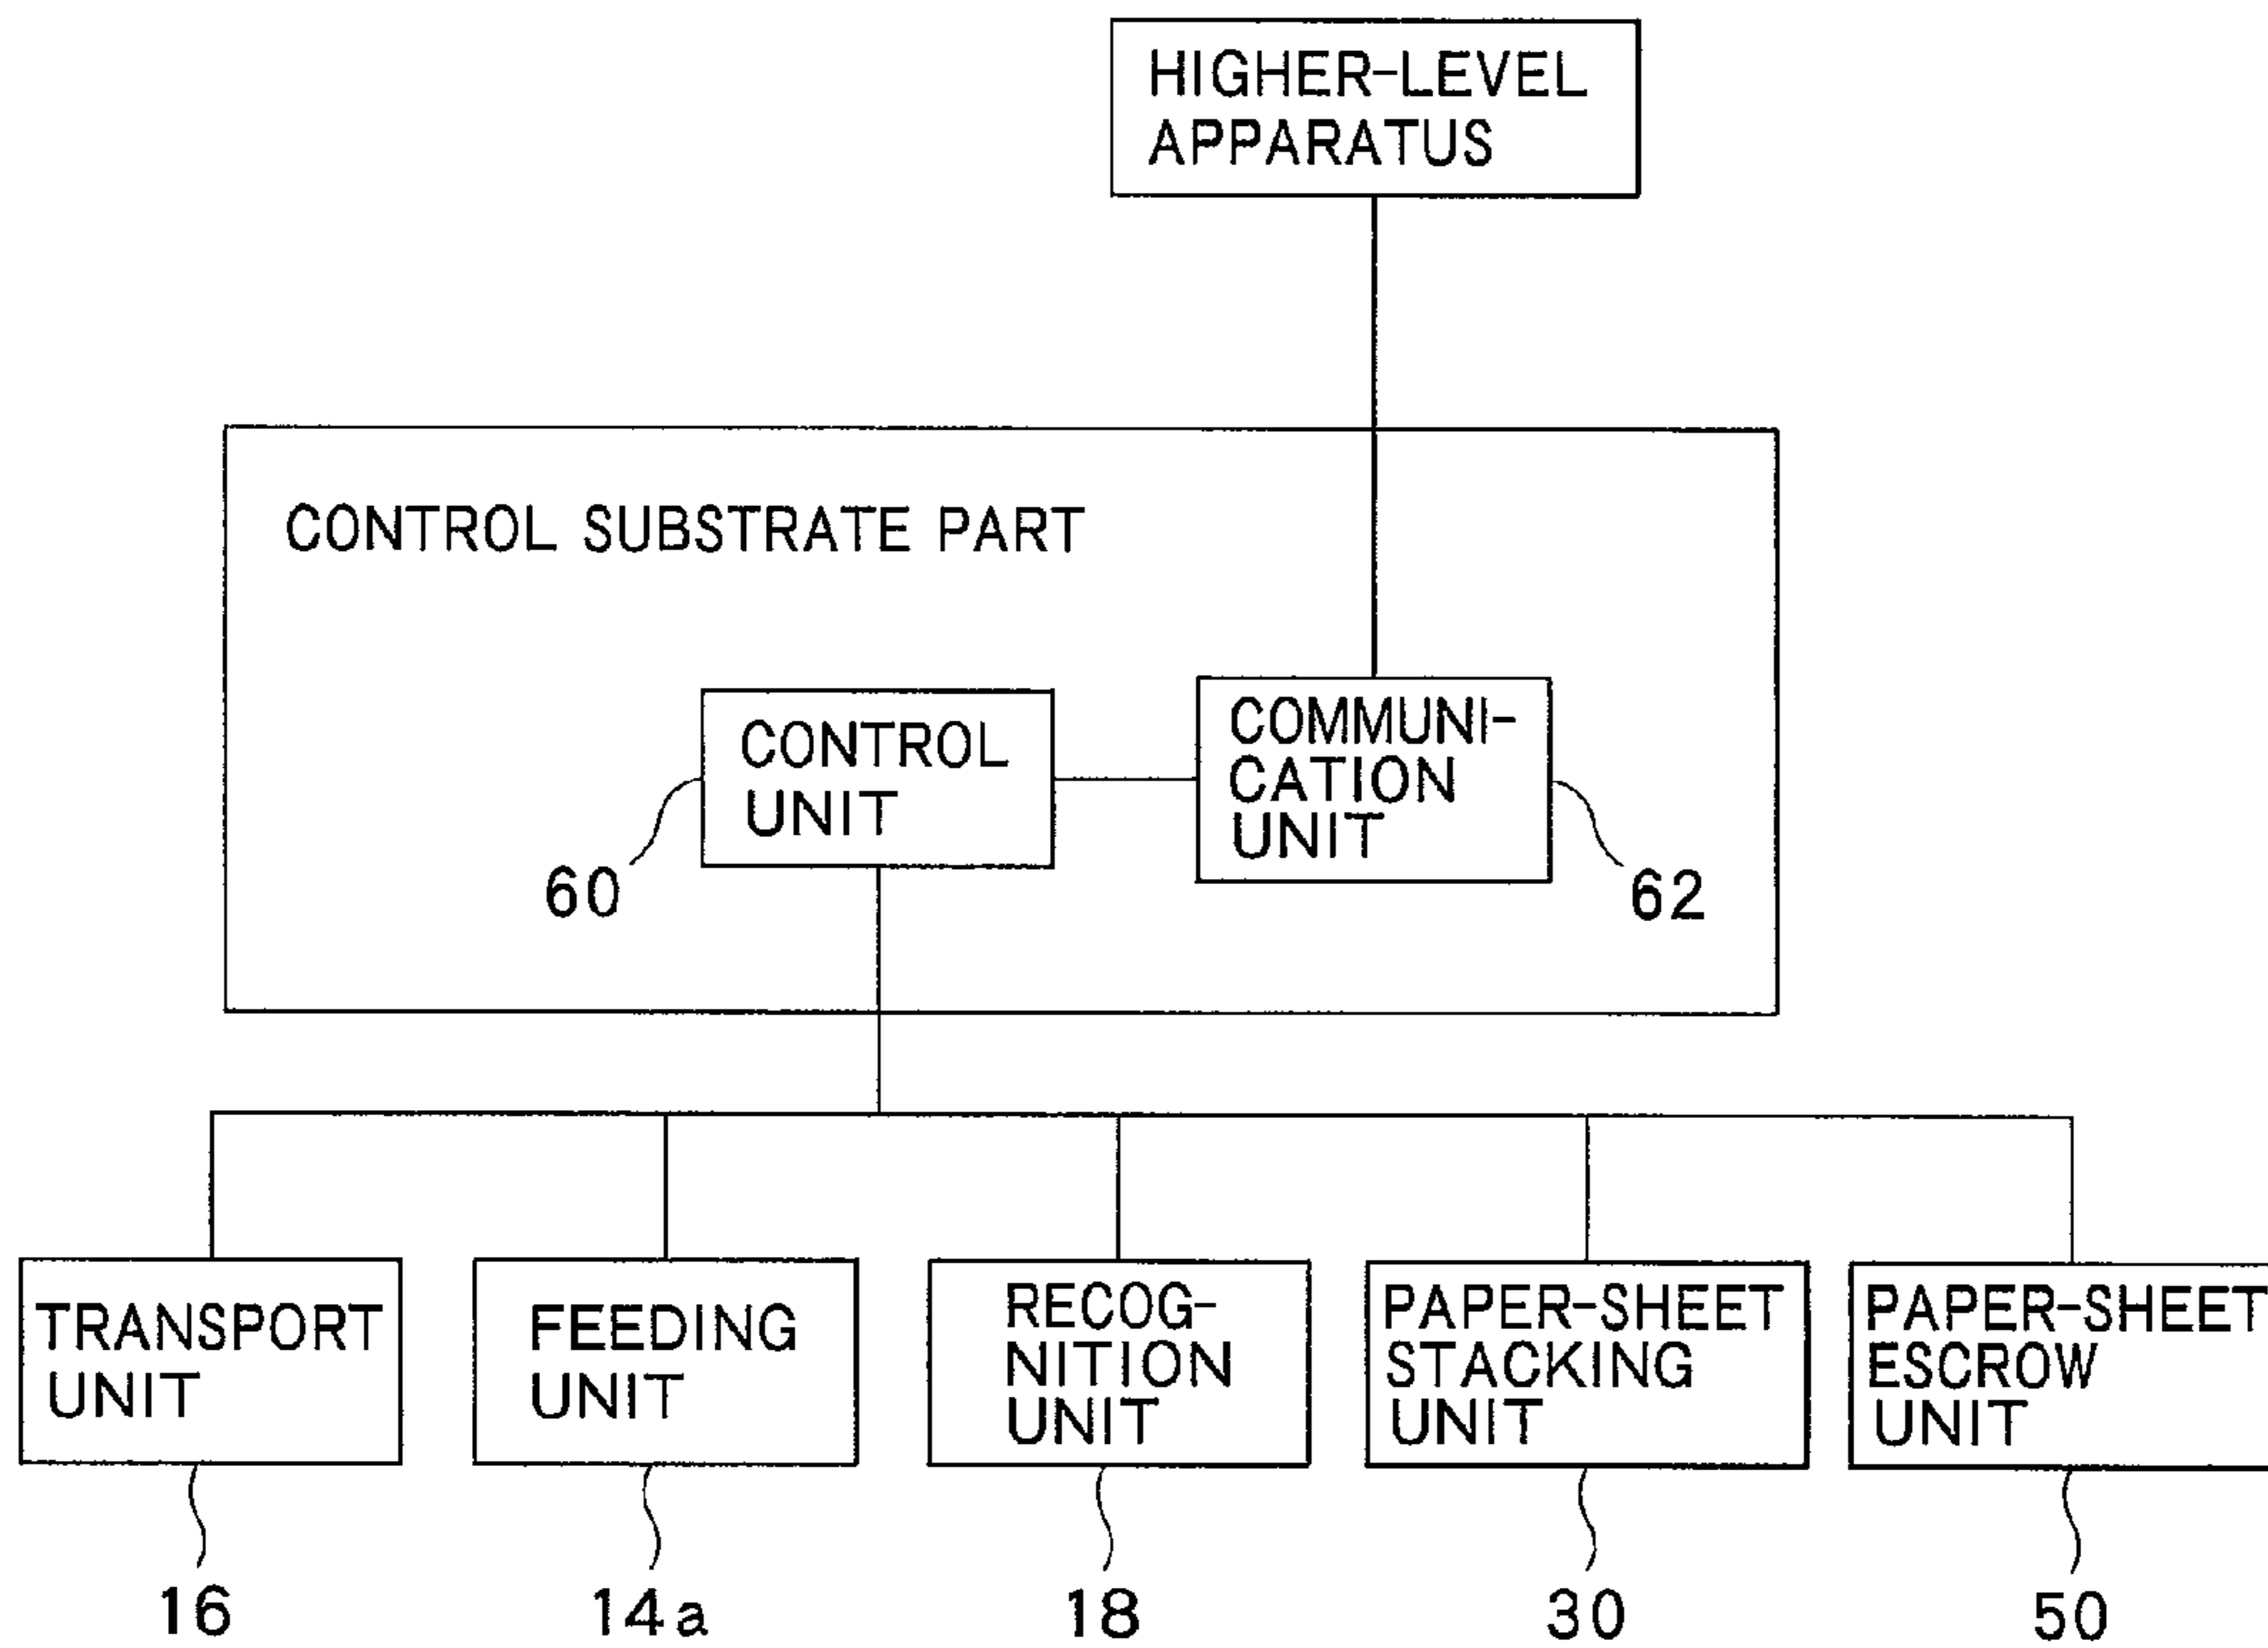 HIGHER-LEVEL
APPARATUS
CONTROL SUBSTRATE PART
CONTROL
UNIT
COMMUNI-
CATION
UNIT
60
62
TRANSPORT
UNIT
FEEDING
UNIT
RECOG-
NITION
UNIT
PAPER-SHEET
STACKING
UNIT
PAPER-SHEET
ESCROW
UNIT
16
14a
18
30
50